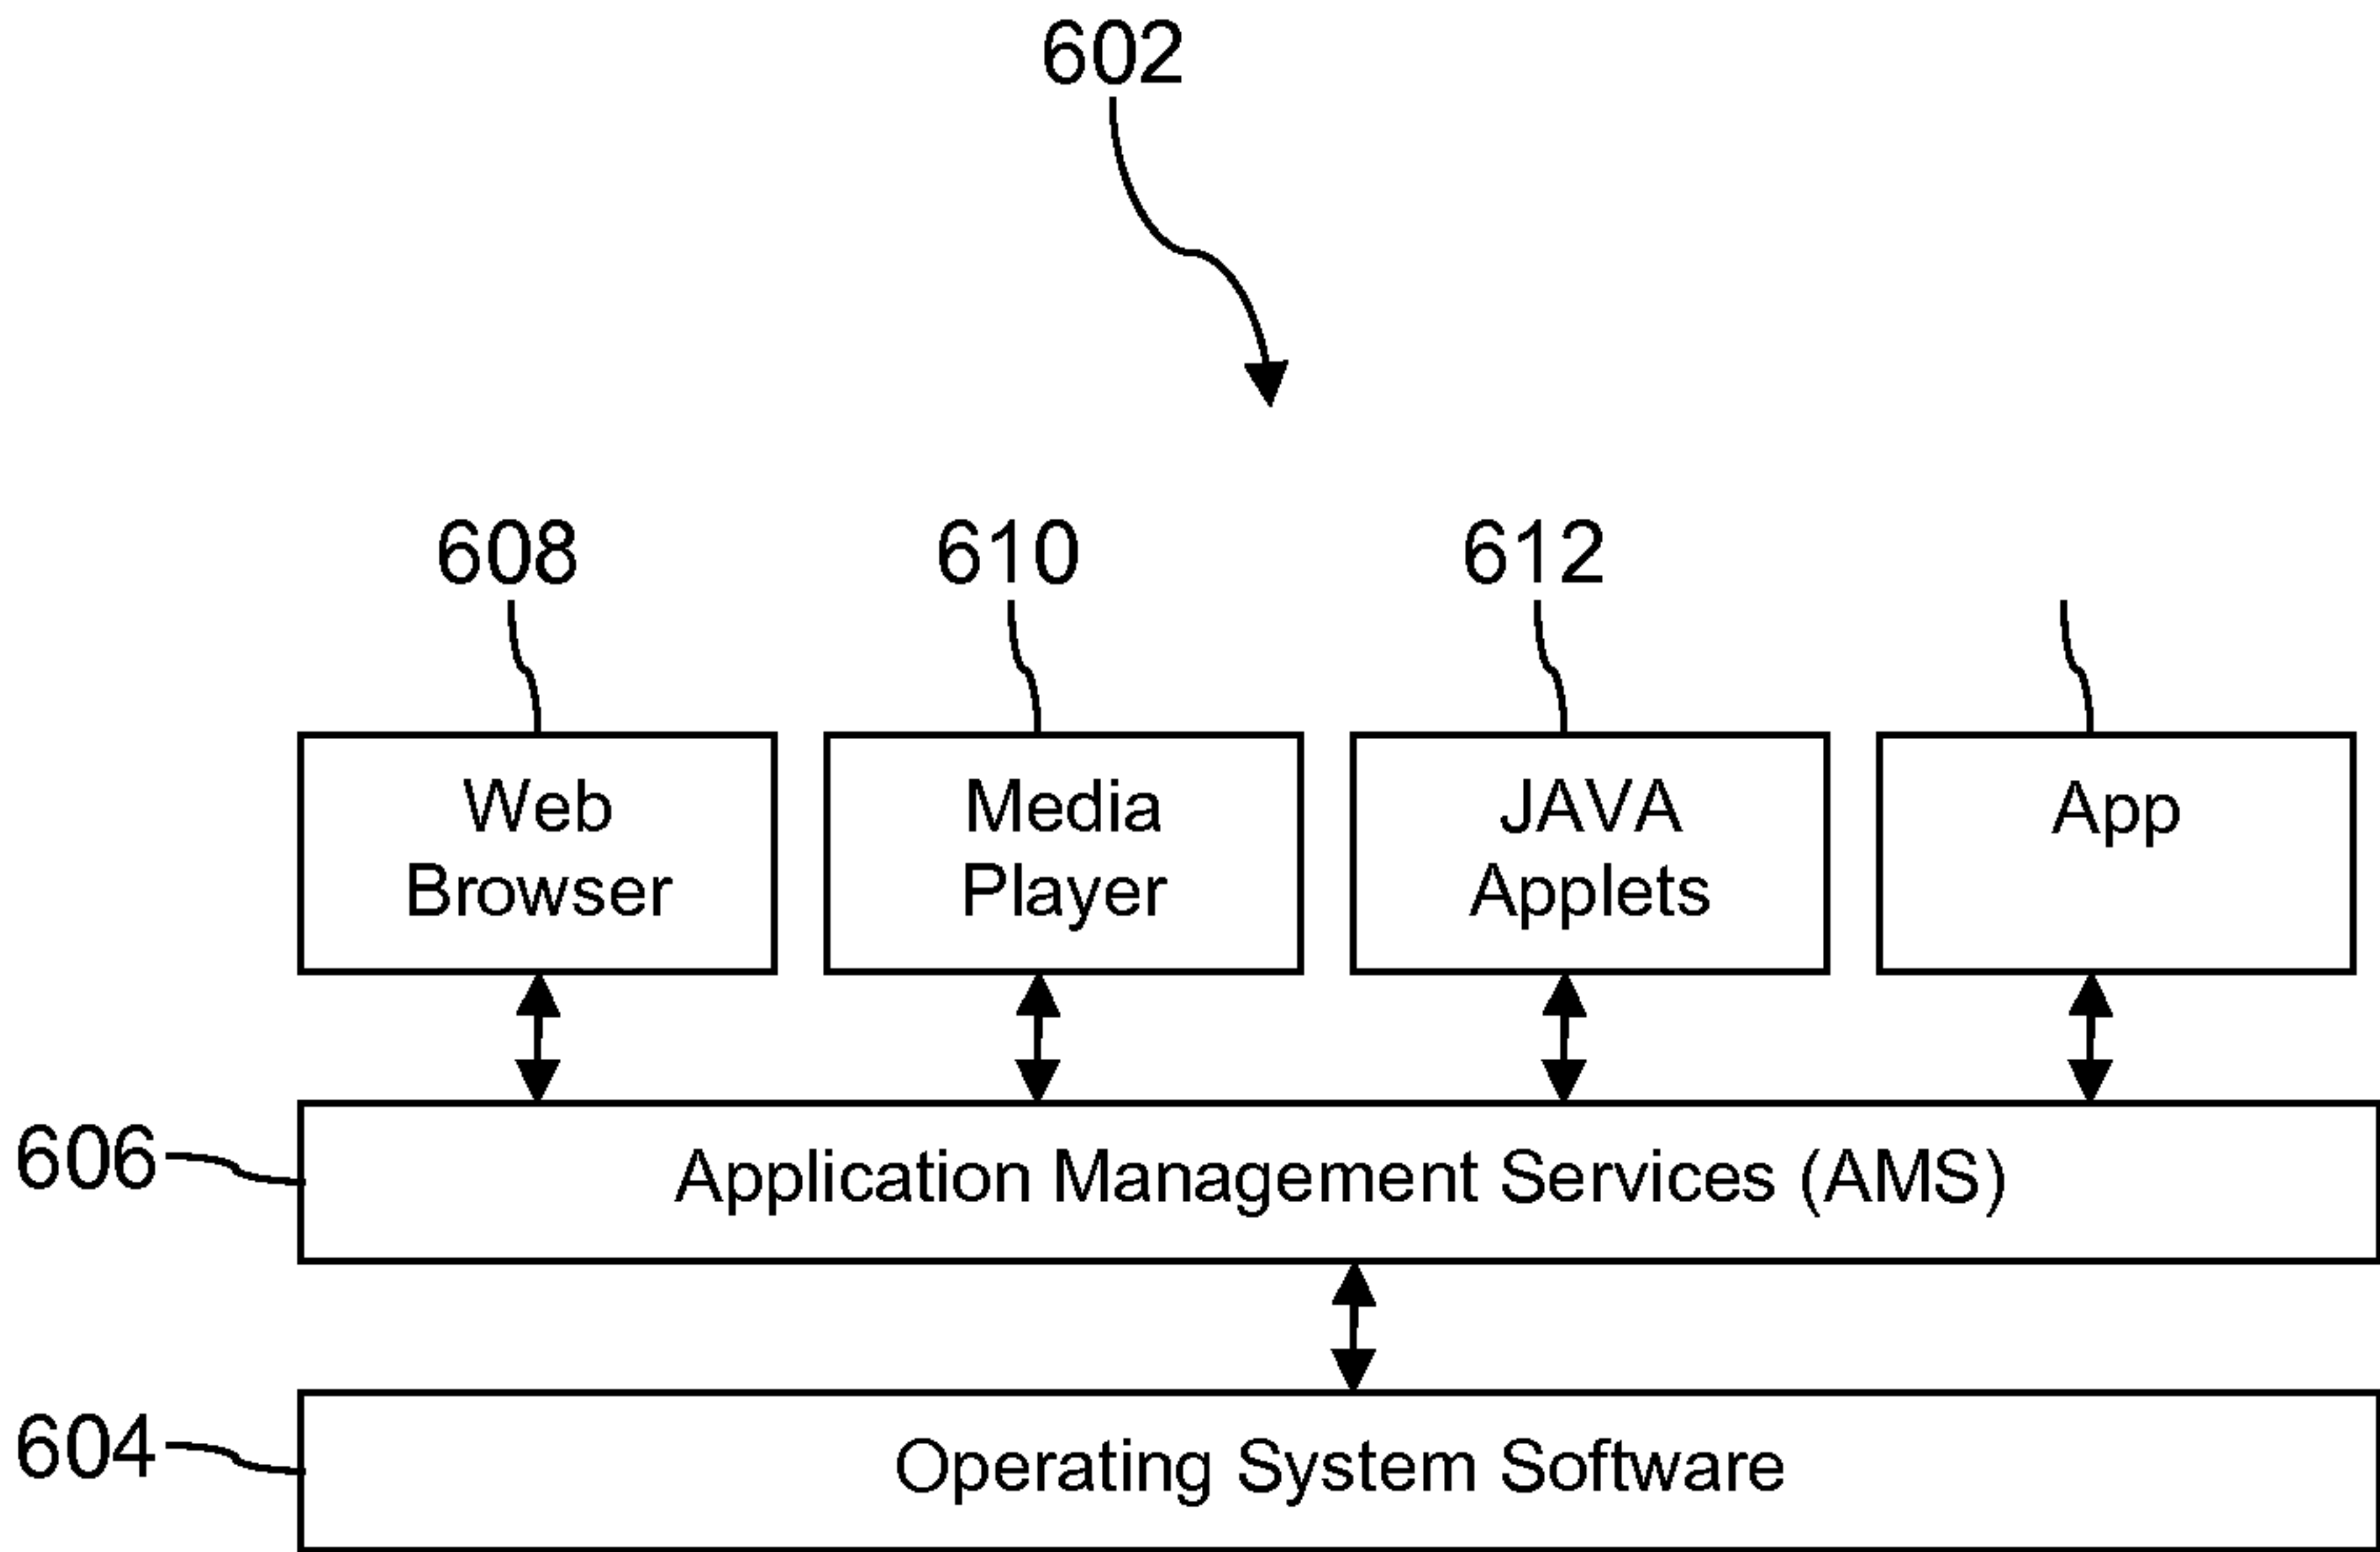 602
608
610
612
Web
Browser
Media
Player
JAVA
Applets
App
606
Application Management Services (AMS)
604
Operating System Software